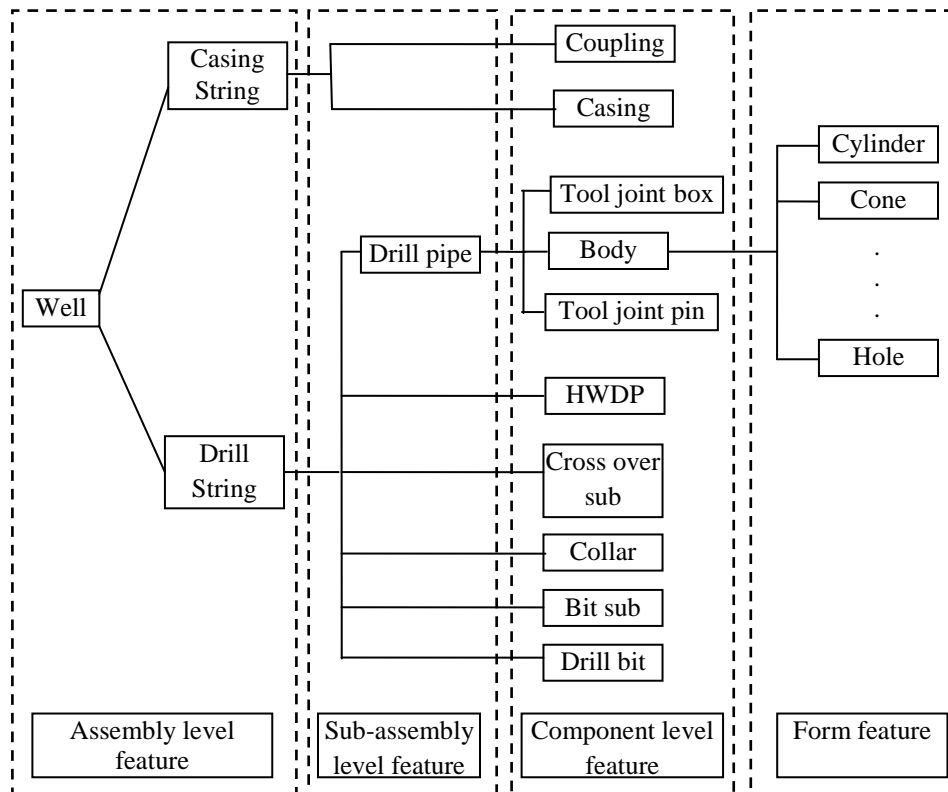 Coupling
Casing
String
Casing
Cylinder
Tool joint box
Cone
Drill pipe
Body
.
.
.
Well
Tool joint pin
Hole
HWDP
Drill
String
Cross over
sub
Collar
Bit sub
Drill bit
Assembly level
feature
Sub-assembly
level feature
Component level
feature
Form feature